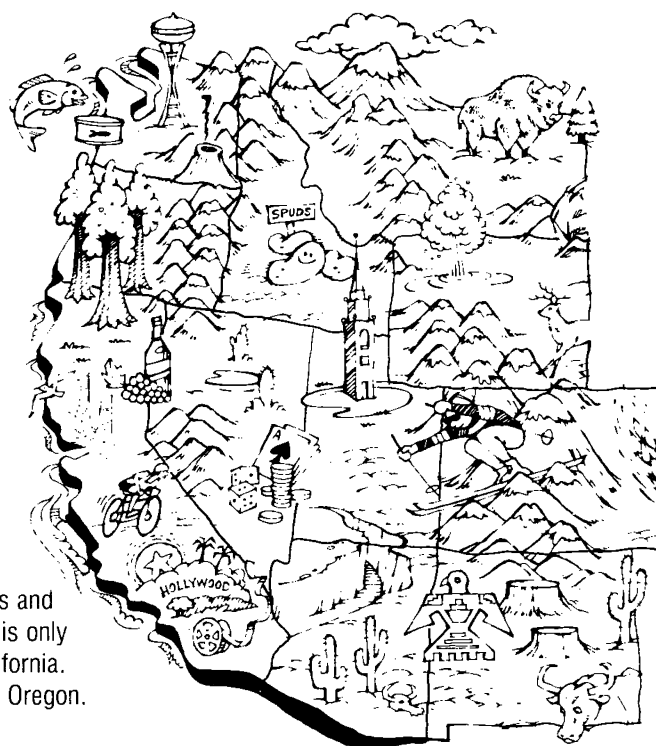 SPUDS
A
HOLLYWOOD
s and
is only
fornia.
Oregon.